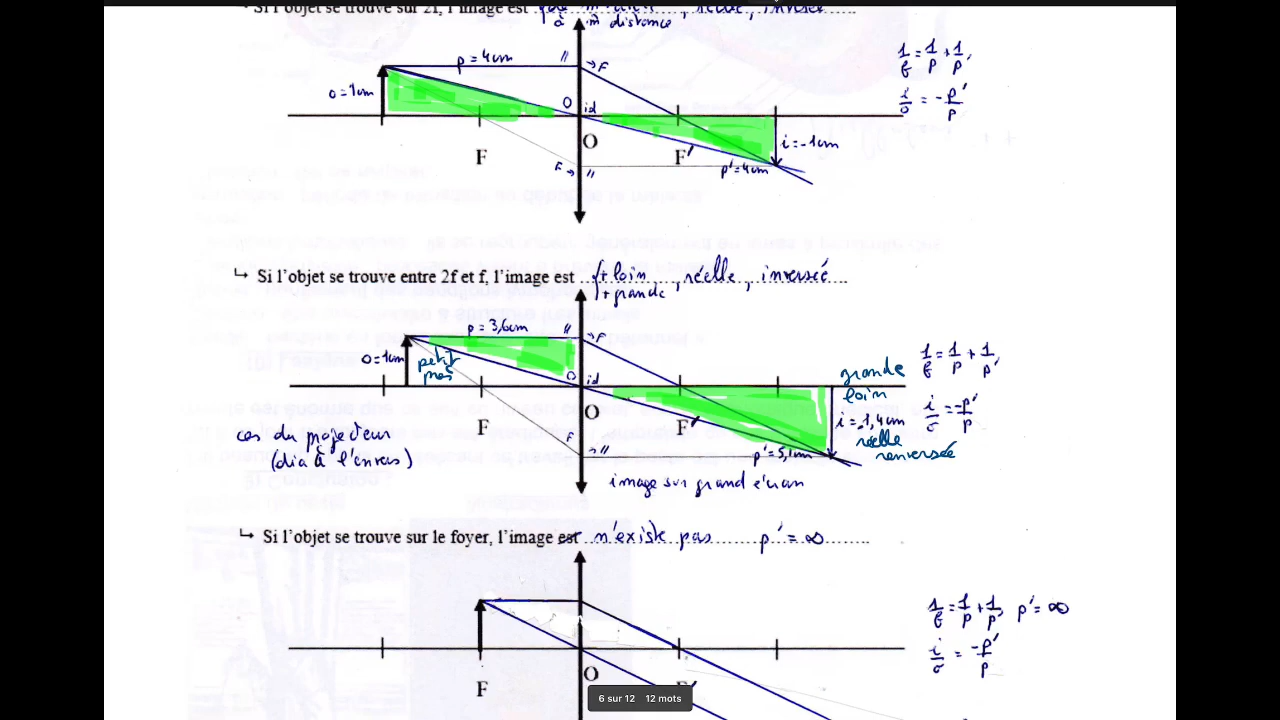 Si l'objet se trouve sur 2f, l'image est réelle, inversée
à m distance
p = 4cm // → F
o = 1cm
O id
F O F'
i = -1cm
F → //
p' = 4cm
1/f = 1/p + 1/p'
i/o = -p'/p
↳ Si l'objet se trouve entre 2f et f, l'image est + loin, réelle, inversée
+ grande
p = 3,6cm // → F
o = 1cm
petit
près
O id
F O F'
F → //
p' = 5,1cm
grande
loin
i = -1,4cm
réelle
renversée
1/f = 1/p + 1/p'
i/o = -p'/p
cas du projecteur
(dia à l'envers)
image sur grand écran
↳ Si l'objet se trouve sur le foyer, l'image est n'existe pas p' = ∞
F O F'
1/f = 1/p + 1/p' p' = ∞
i/o = -p'/p
6 sur 12 12 mots